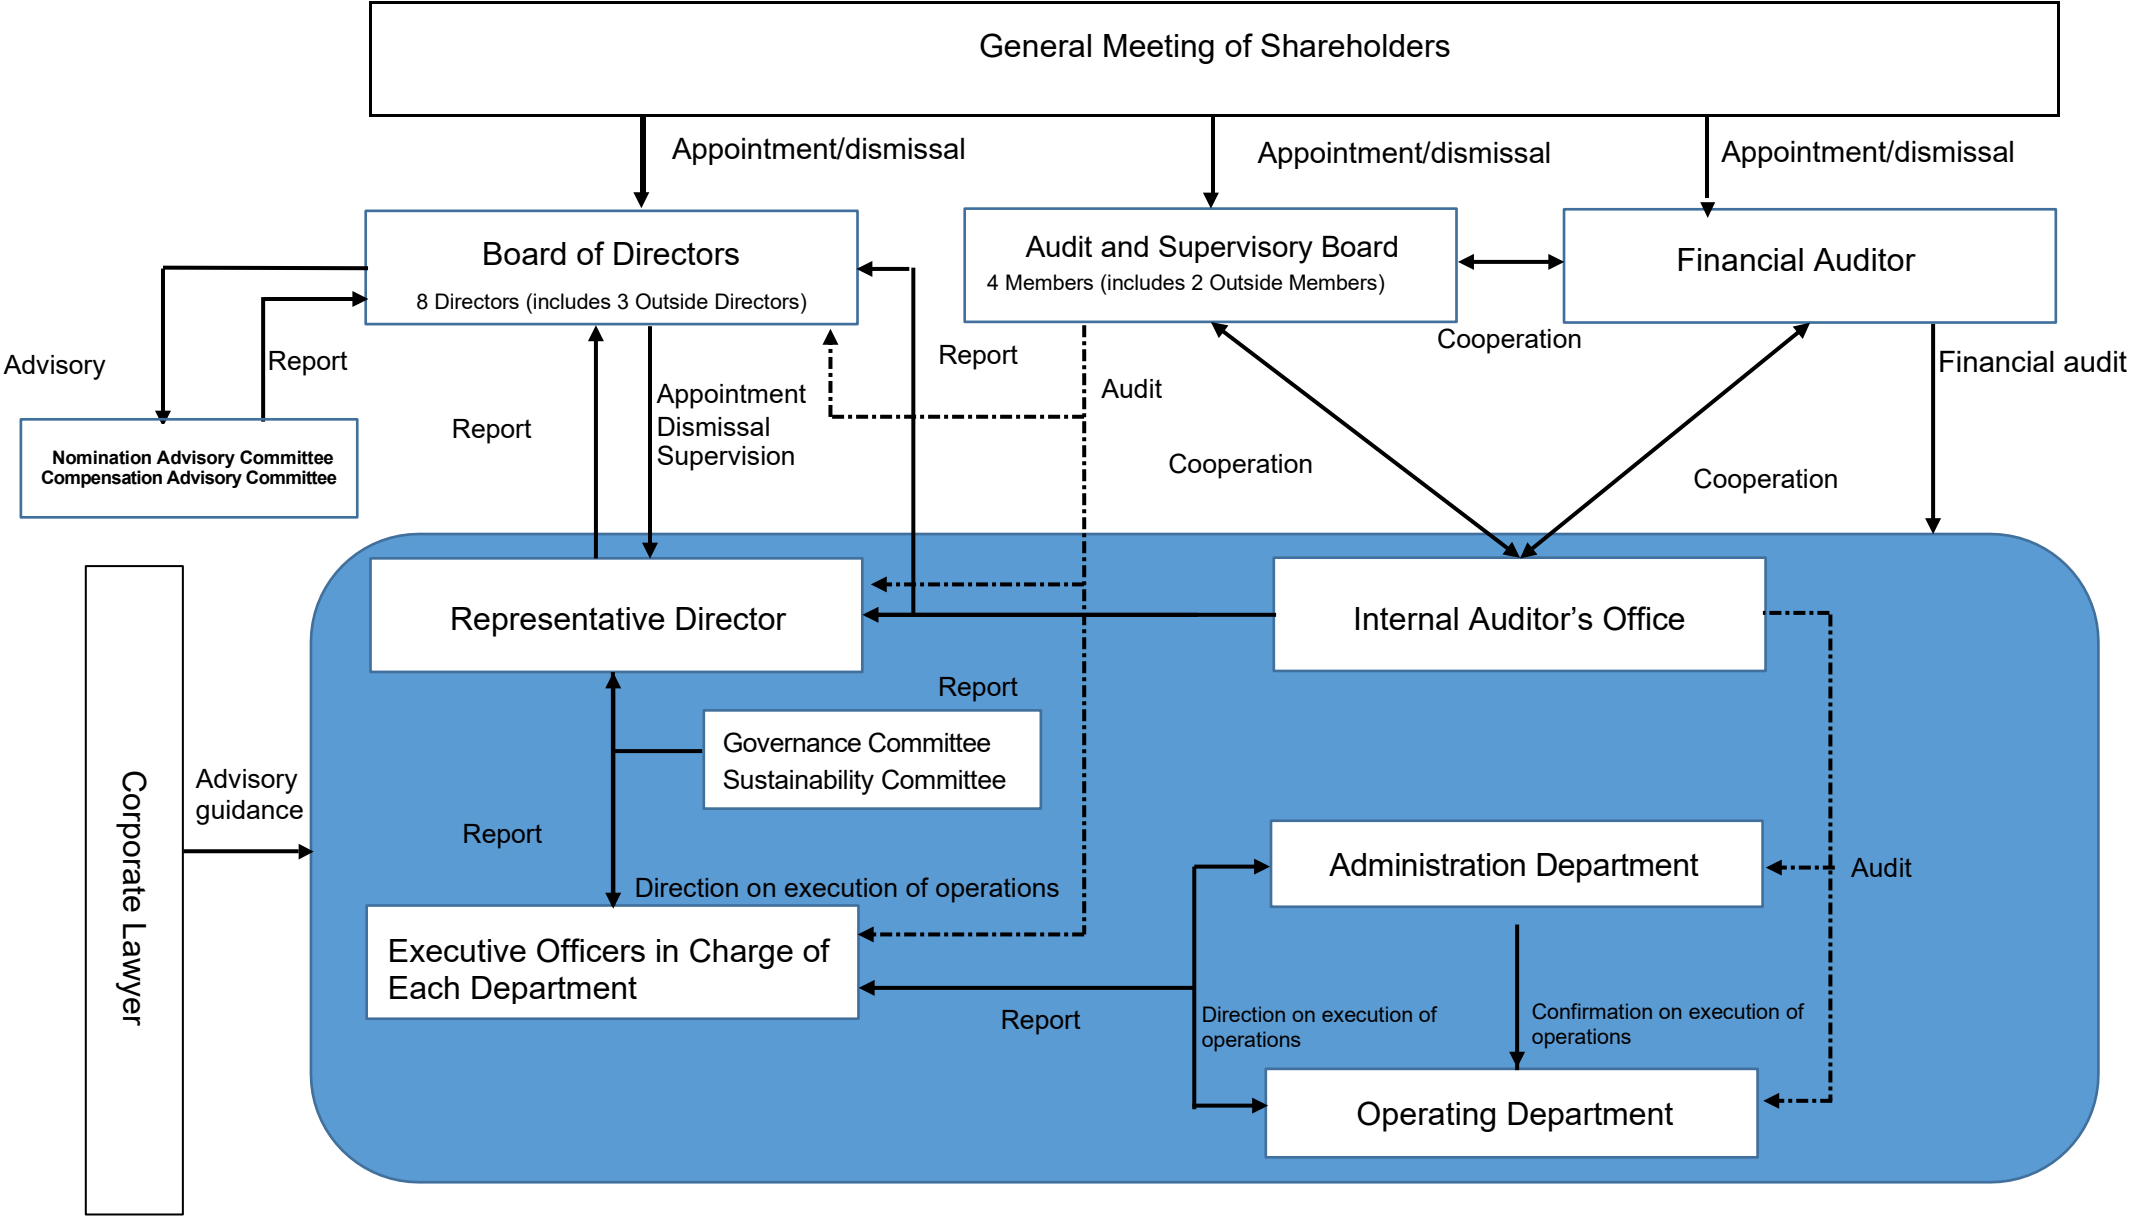 General Meeting of Shareholders
Appointment/dismissal
Appointment/dismissal
Appointment/dismissal
Board of Directors
8 Directors (includes 3 Outside Directors)
Audit and Supervisory Board
4 Members (includes 2 Outside Members)
Financial Auditor
Advisory
Report
Report
Appointment
Dismissal
Supervision
Report
Audit
Cooperation
Cooperation
Cooperation
Financial audit
Nomination Advisory Committee
Compensation Advisory Committee
Representative Director
Internal Auditor’s Office
Report
Governance Committee
Sustainability Committee
Corporate Lawyer
Advisory
guidance
Report
Direction on execution of operations
Administration Department
Audit
Executive Officers in Charge of
Each Department
Report
Direction on execution of
operations
Confirmation on execution of
operations
Operating Department